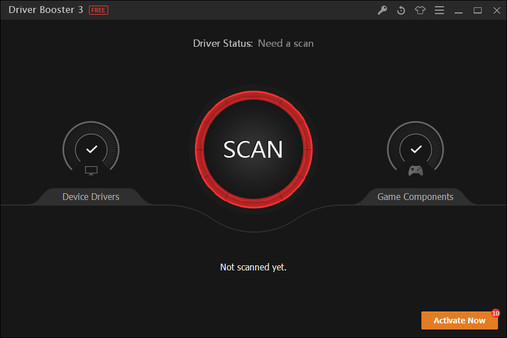 Driver Booster 3 FREE
Driver Status: Need a scan
SCAN
Device Drivers
Game Components
Not scanned yet.
10
Activate Now